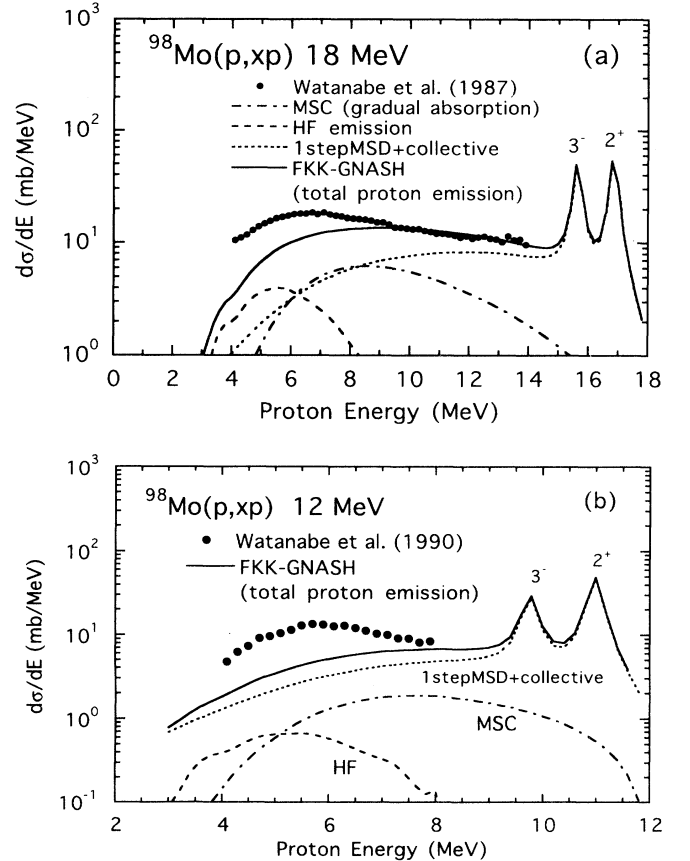 ⁹⁸Mo(p,xp) 18 MeV
(a)
Watanabe et al. (1987)
MSC (gradual absorption)
HF emission
1stepMSD+collective
FKK-GNASH
(total proton emission)
3⁻
2⁺
dσ/dE (mb/MeV)
10³
10²
10¹
10⁰
0 2 4 6 8 10 12 14 16 18
Proton Energy (MeV)
⁹⁸Mo(p,xp) 12 MeV
(b)
Watanabe et al. (1990)
FKK-GNASH
(total proton emission)
3⁻
2⁺
1stepMSD+collective
MSC
HF
dσ/dE (mb/MeV)
10³
10²
10¹
10⁰
10⁻¹
2 4 6 8 10 12
Proton Energy (MeV)